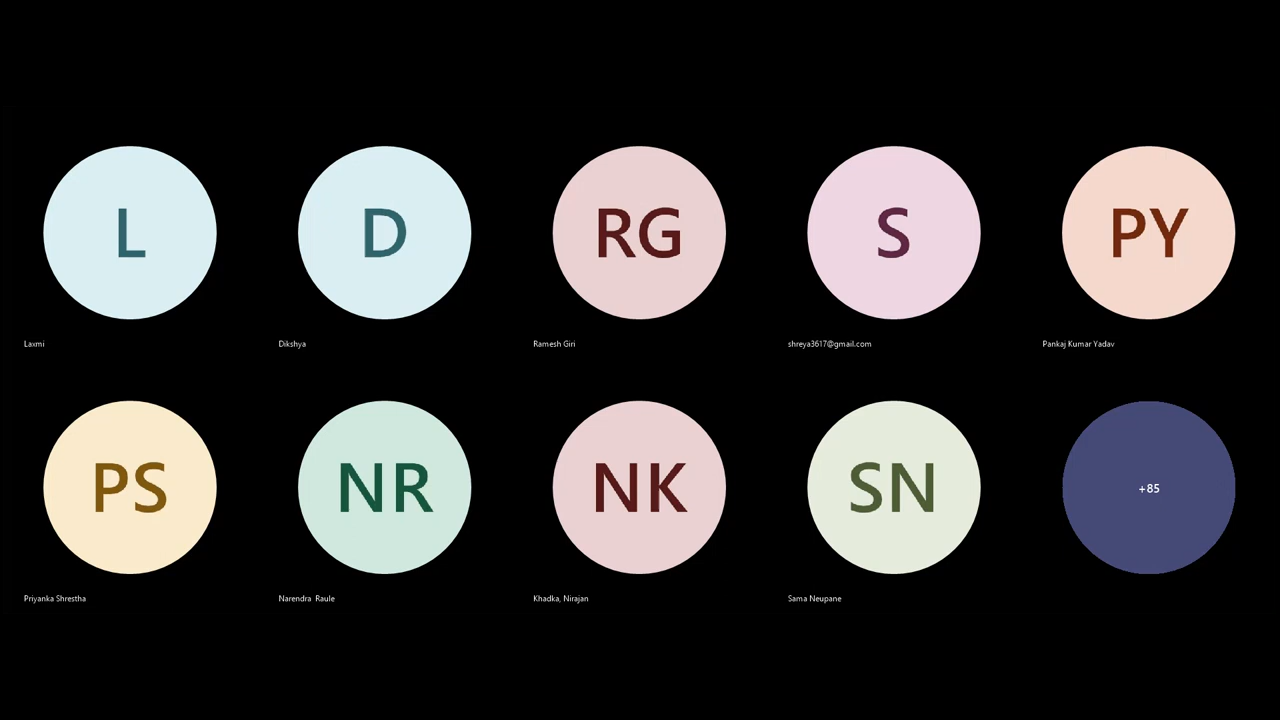 L
D
RG
S
PY
Laxmi
Dikshya
Ramesh Giri
shreya3617@gmail.com
Pankaj Kumar Yadav
PS
NR
NK
SN
+85
Priyanka Shrestha
Narendra  Raule
Khadka, Nirajan
Sama Neupane